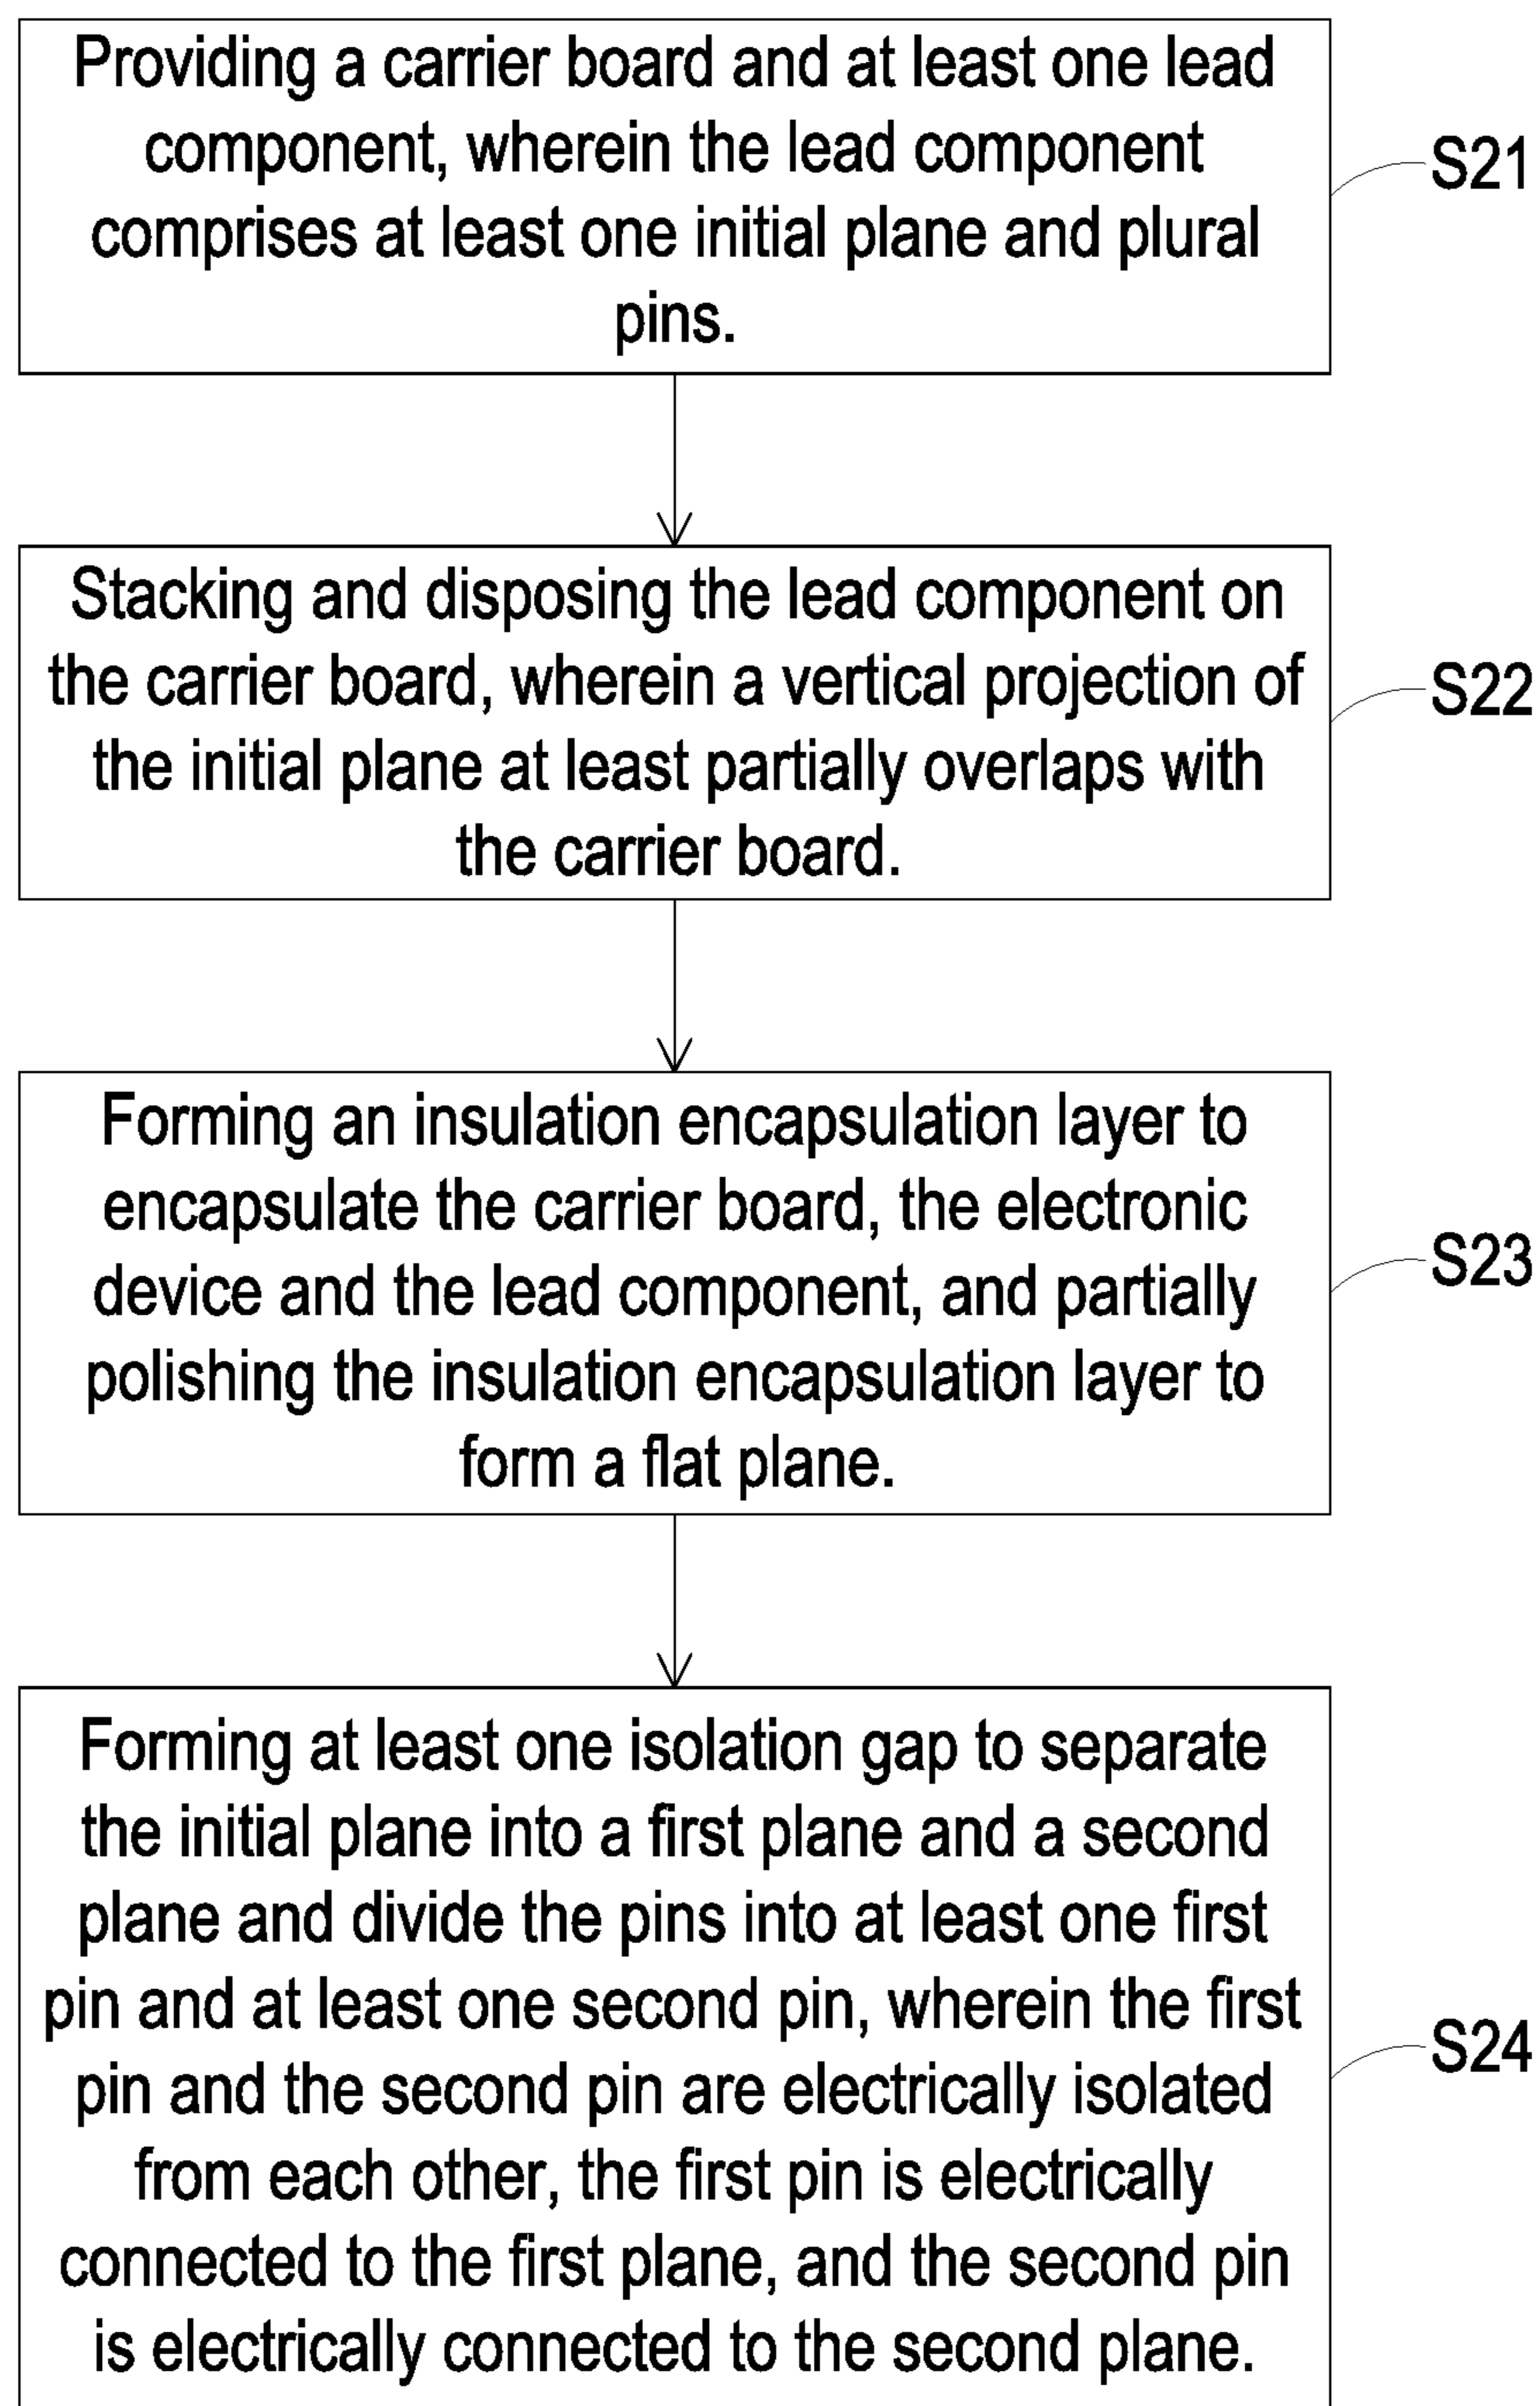 Providing a carrier board and at least one lead
component, wherein the lead component
comprises at least one initial plane and plural
pins.
S21
Stacking and disposing the lead component on
the carrier board, wherein a vertical projection of
the initial plane at least partially overlaps with
the carrier board.
S22
Forming an insulation encapsulation layer to
encapsulate the carrier board, the electronic
device and the lead component, and partially
polishing the insulation encapsulation layer to
form a flat plane.
S23
Forming at least one isolation gap to separate
the initial plane into a first plane and a second
plane and divide the pins into at least one first
pin and at least one second pin, wherein the first
pin and the second pin are electrically isolated
from each other, the first pin is electrically
connected to the first plane, and the second pin
is electrically connected to the second plane.
S24